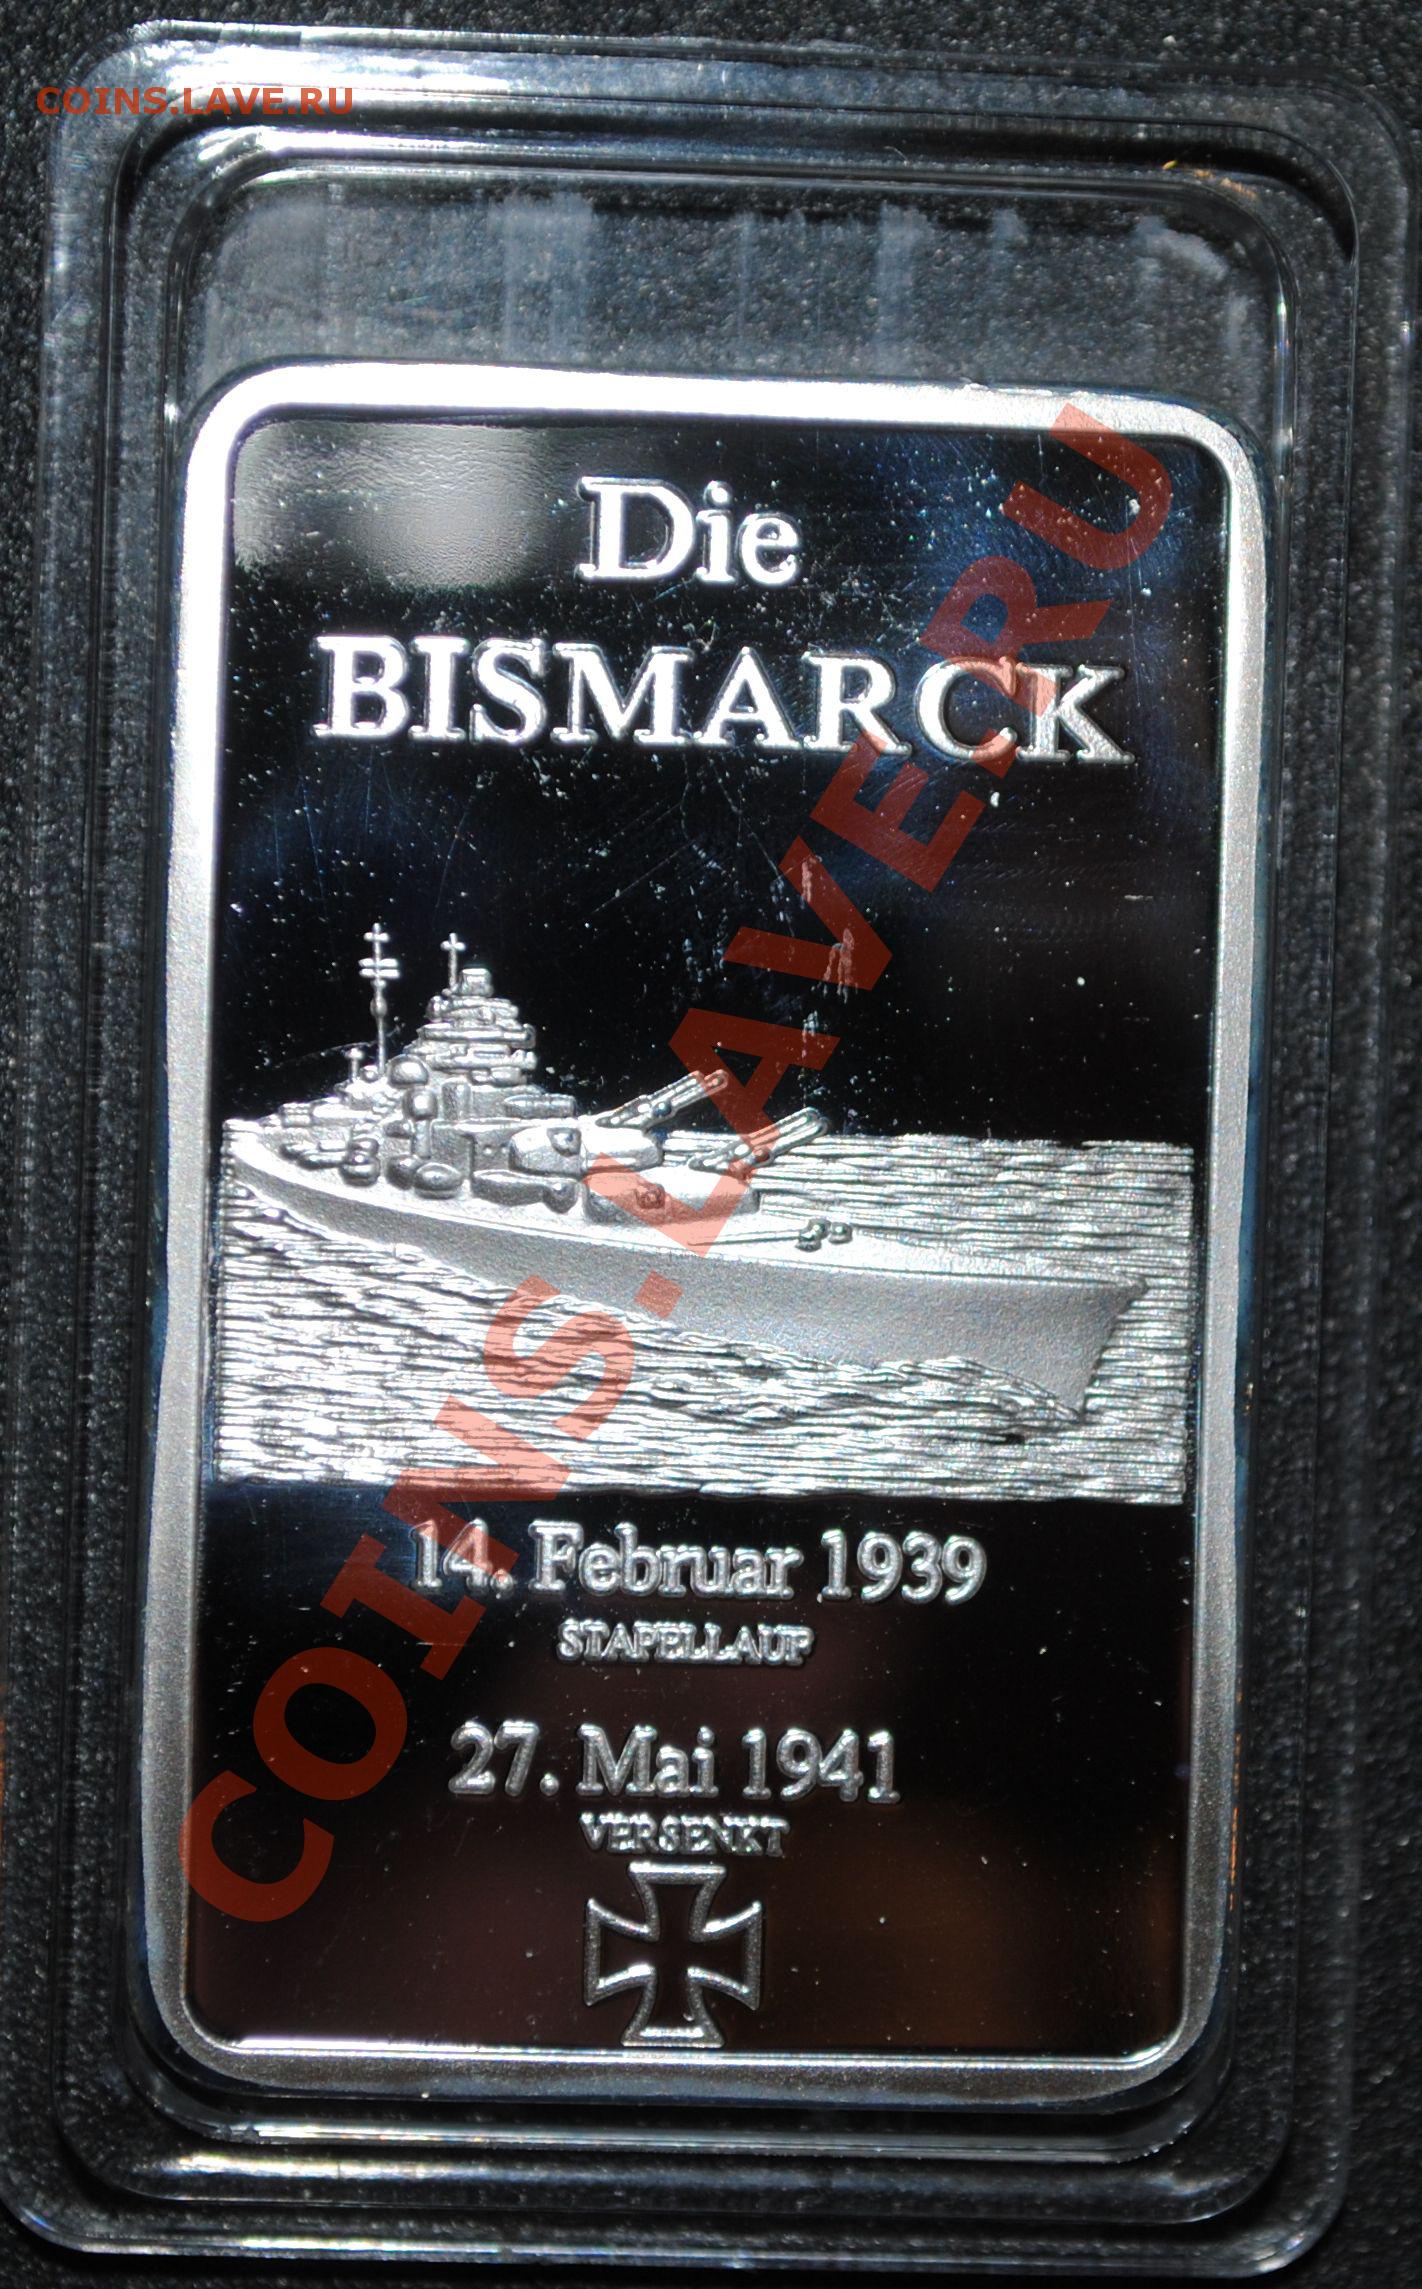 COINS.LAVE.RU
Die
BISMARCK
14. Februar 1939
STAPELLAUF
27. Mai 1941
VERSENKT
COINS.LAVE.RU